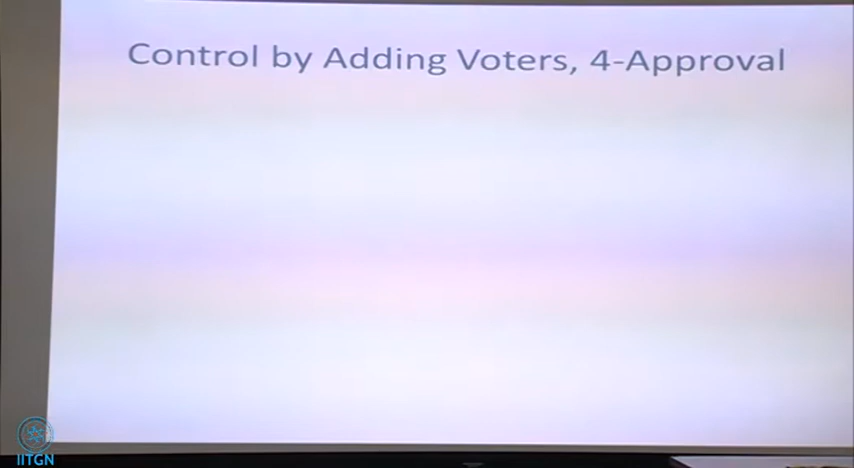 Control by Adding Voters, 4-Approval
IITGN